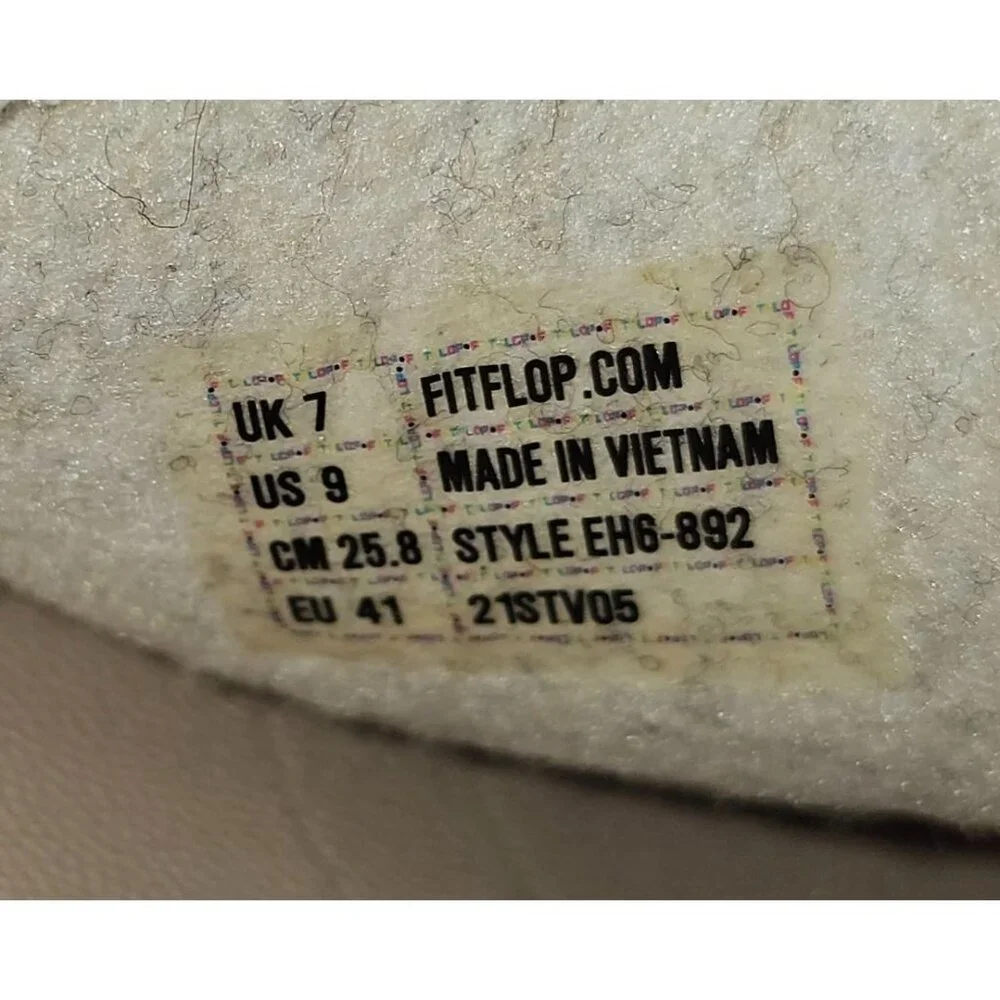 UK 7
US 9
CM 25.8
EU 41
FITFLOP.COM
MADE IN VIETNAM
STYLE EH6-892
21STV05